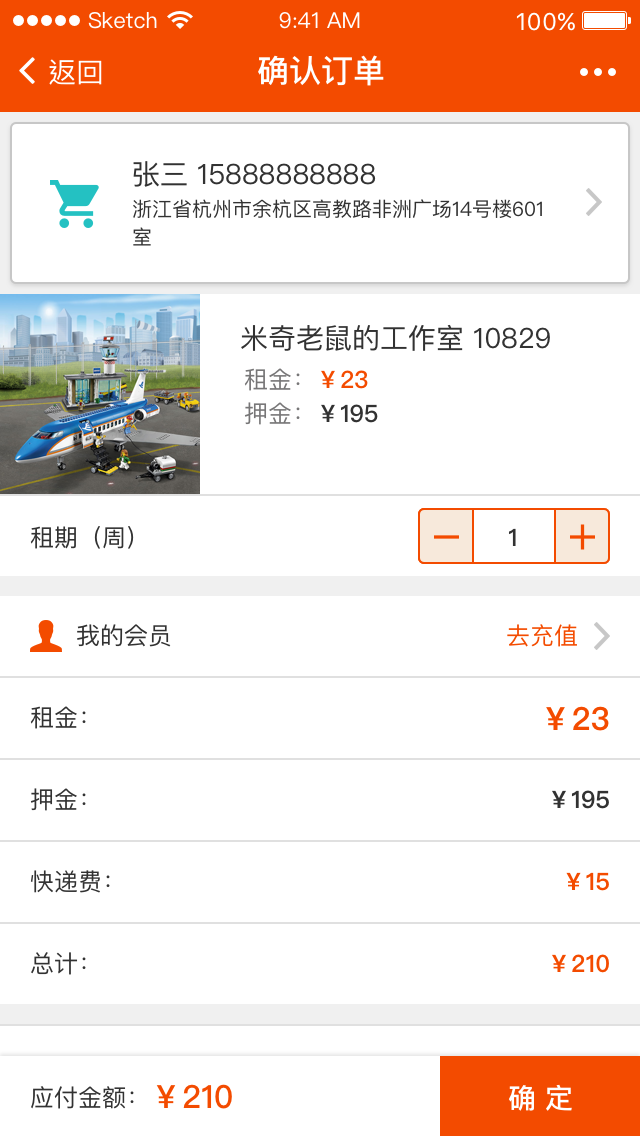 Sketch 9:41 AM 100%
返回 确认订单
张三 15888888888
浙江省杭州市余杭区高教路非洲广场14号楼601
室
米奇老鼠的工作室 10829
租金： ¥ 23
押金： ¥ 195
租期（周） 1
我的会员 去充值
租金： ¥ 23
押金： ¥ 195
快递费： ¥ 15
总计： ¥ 210
应付金额： ¥ 210 确 定